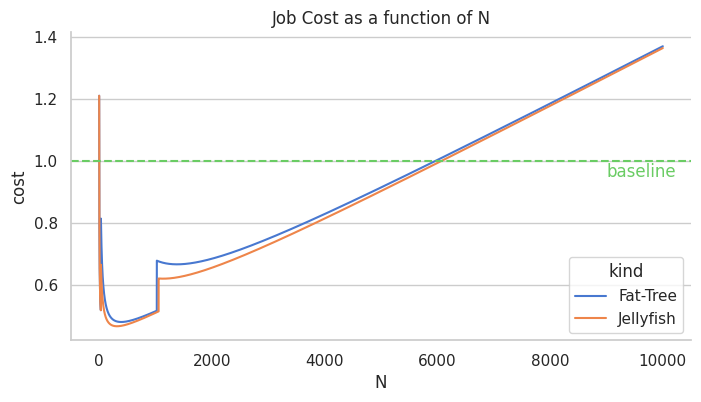 Job Cost as a function of N
1.4
1.2
1.0
0.8
0.6
cost
baseline
kind
Fat-Tree
Jellyfish
0
2000
4000
6000
8000
10000
N